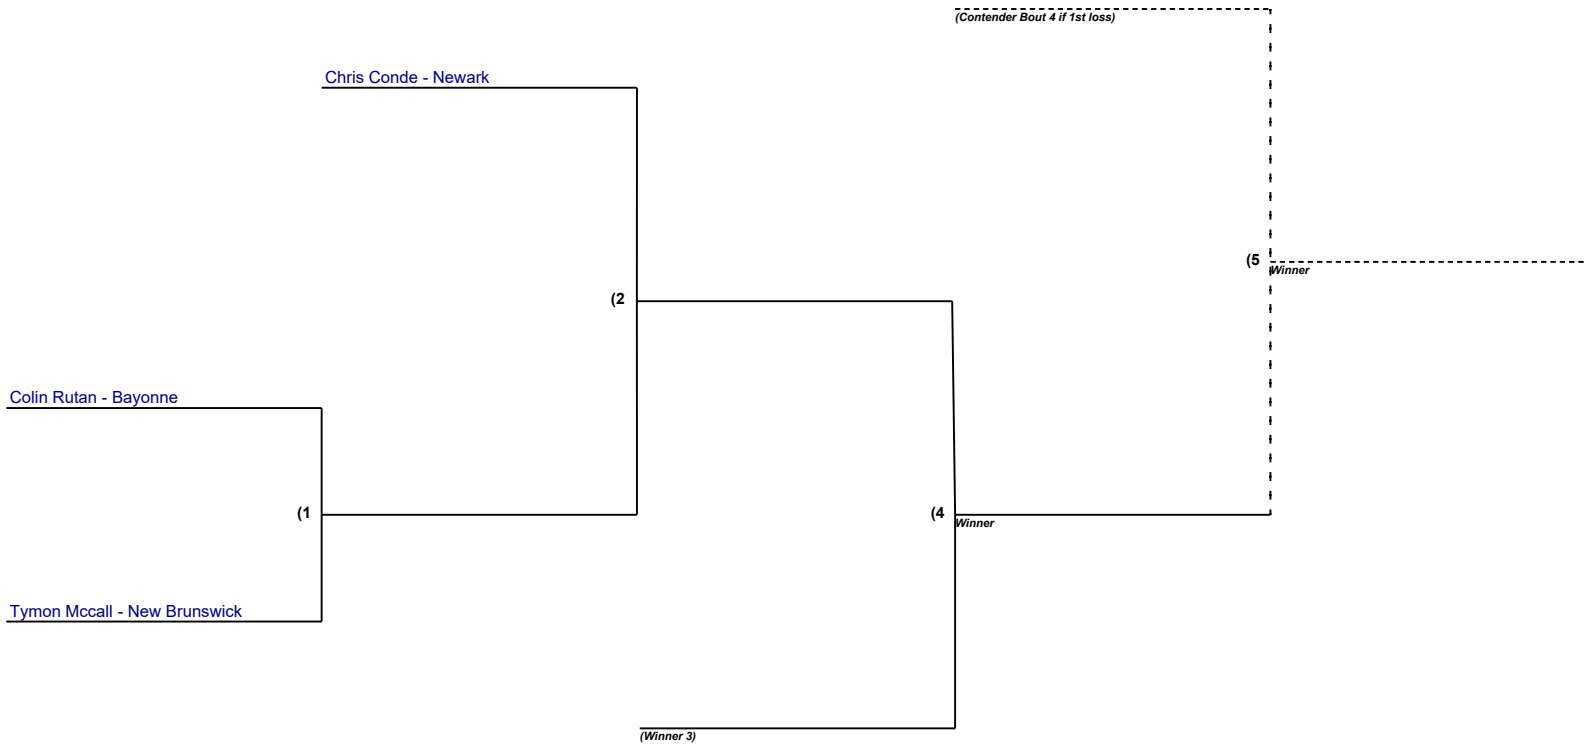 (Contender Bout 4 if 1st loss)
Chris Conde - Newark
(5
Winner
(2
Colin Rutan - Bayonne
(1
(4
Winner
Tymon Mccall - New Brunswick
(Winner 3)